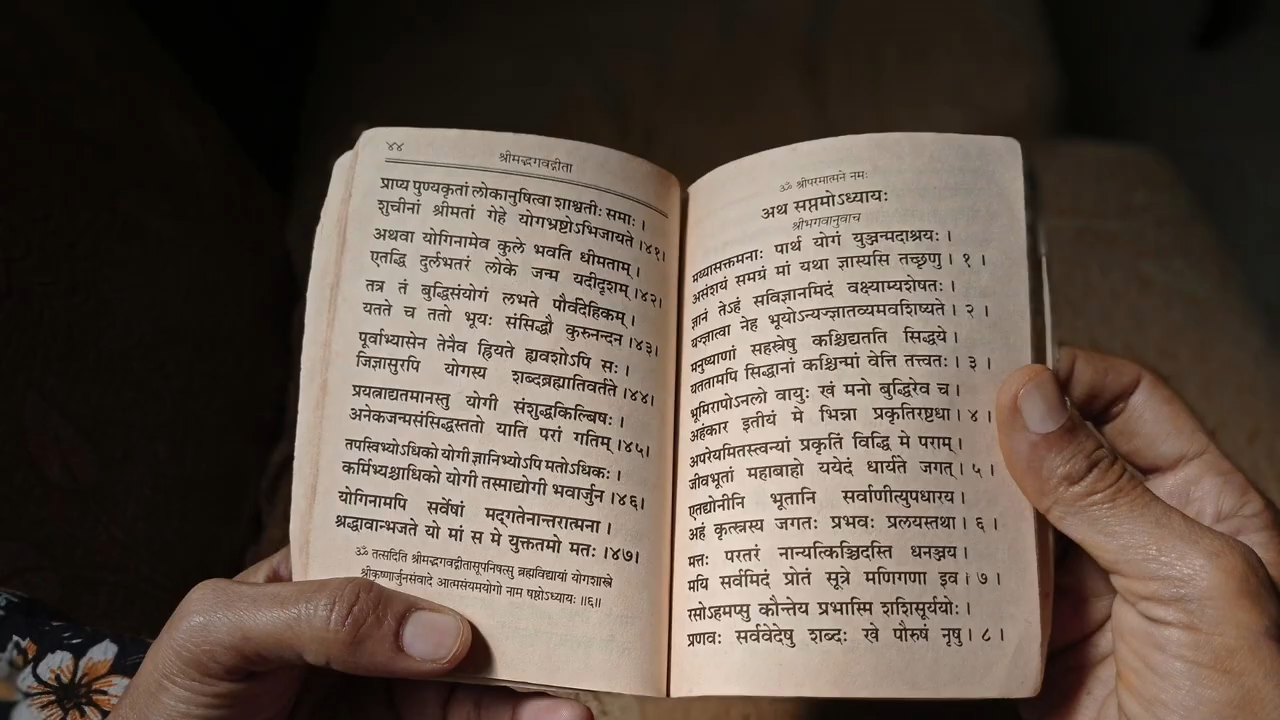 ४४
श्रीमद्भगवद्गीता
प्राप्य पुण्यकृतां लोकानुषित्वा शाश्वतीः समाः ।
शुचीनां श्रीमतां गेहे योगभ्रष्टोऽभिजायते ।४१।
अथवा योगिनामेव कुले भवति धीमताम् ।
एतद्धि दुर्लभतरं लोके जन्म यदीदृशम् ।४२।
तत्र तं बुद्धिसंयोगं लभते पौर्वदेहिकम् ।
यतते च ततो भूयः संसिद्धौ कुरुनन्दन ।४३।
पूर्वाभ्यासेन तेनैव ह्रियते ह्यवशोऽपि सः ।
जिज्ञासुरपि योगस्य शब्दब्रह्मातिवर्तते ।४४।
प्रयत्नाद्यतमानस्तु योगी संशुद्धकिल्बिषः ।
अनेकजन्मसंसिद्धस्ततो याति परां गतिम् ।४५।
तपस्विभ्योऽधिको योगी ज्ञानिभ्योऽपि मतोऽधिकः ।
कर्मिभ्यश्चाधिको योगी तस्माद्योगी भवार्जुन ।४६।
योगिनामपि सर्वेषां मद्गतेनान्तरात्मना ।
श्रद्धावान्भजते यो मां स मे युक्ततमो मतः ।४७।
ॐ तत्सदिति श्रीमद्भगवद्गीतासूपनिषत्सु ब्रह्मविद्यायां योगशास्त्रे
श्रीकृष्णार्जुनसंवादे आत्मसंयमयोगो नाम षष्ठोऽध्यायः ॥६॥
ॐ श्रीपरमात्मने नमः
अथ सप्तमोऽध्यायः
श्रीभगवानुवाच
मय्यासक्तमनाः पार्थ योगं युञ्जन्मदाश्रयः ।
असंशयं समग्रं मां यथा ज्ञास्यसि तच्छृणु । १ ।
ज्ञानं तेऽहं सविज्ञानमिदं वक्ष्याम्यशेषतः ।
यज्ज्ञात्वा नेह भूयोऽन्यज्ज्ञातव्यमवशिष्यते । २ ।
मनुष्याणां सहस्रेषु कश्चिद्यतति सिद्धये ।
यततामपि सिद्धानां कश्चिन्मां वेत्ति तत्त्वतः । ३ ।
भूमिरापोऽनलो वायुः खं मनो बुद्धिरेव च ।
अहंकार इतीयं मे भिन्ना प्रकृतिरष्टधा । ४ ।
अपरेयमितस्त्वन्यां प्रकृतिं विद्धि मे पराम् ।
जीवभूतां महाबाहो ययेदं धार्यते जगत् । ५ ।
एतद्योनीनि भूतानि सर्वाणीत्युपधारय ।
अहं कृत्स्नस्य जगतः प्रभवः प्रलयस्तथा । ६ ।
मत्तः परतरं नान्यत्किञ्चिदस्ति धनञ्जय ।
मयि सर्वमिदं प्रोतं सूत्रे मणिगणा इव । ७ ।
रसोऽहमप्सु कौन्तेय प्रभास्मि शशिसूर्ययोः ।
प्रणवः सर्ववेदेषु शब्दः खे पौरुषं नृषु । ८ ।